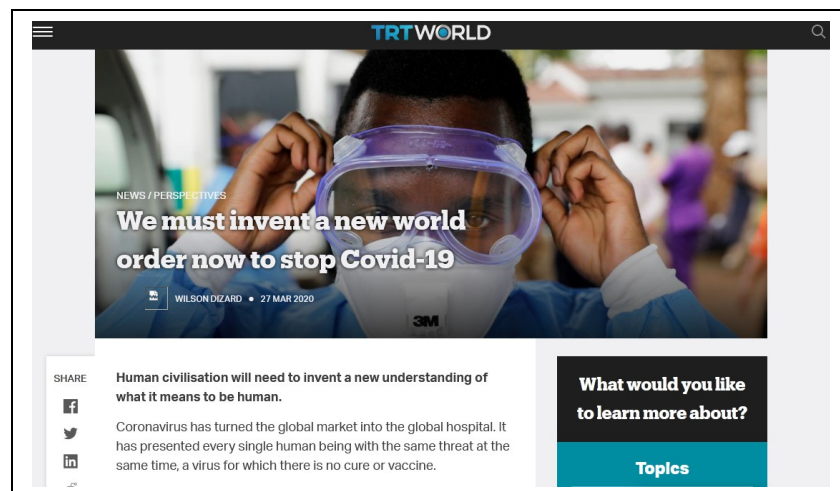 TRTWORLD
NEWS / PERSPECTIVES
We must invent a new world
order now to stop Covid-19
WILSON DIZARD ● 27 MAR 2020
3M
SHARE
Human civilisation will need to invent a new understanding of
what it means to be human.
Coronavirus has turned the global market into the global hospital. It
has presented every single human being with the same threat at the
same time, a virus for which there is no cure or vaccine.
What would you like
to learn more about?
Topics